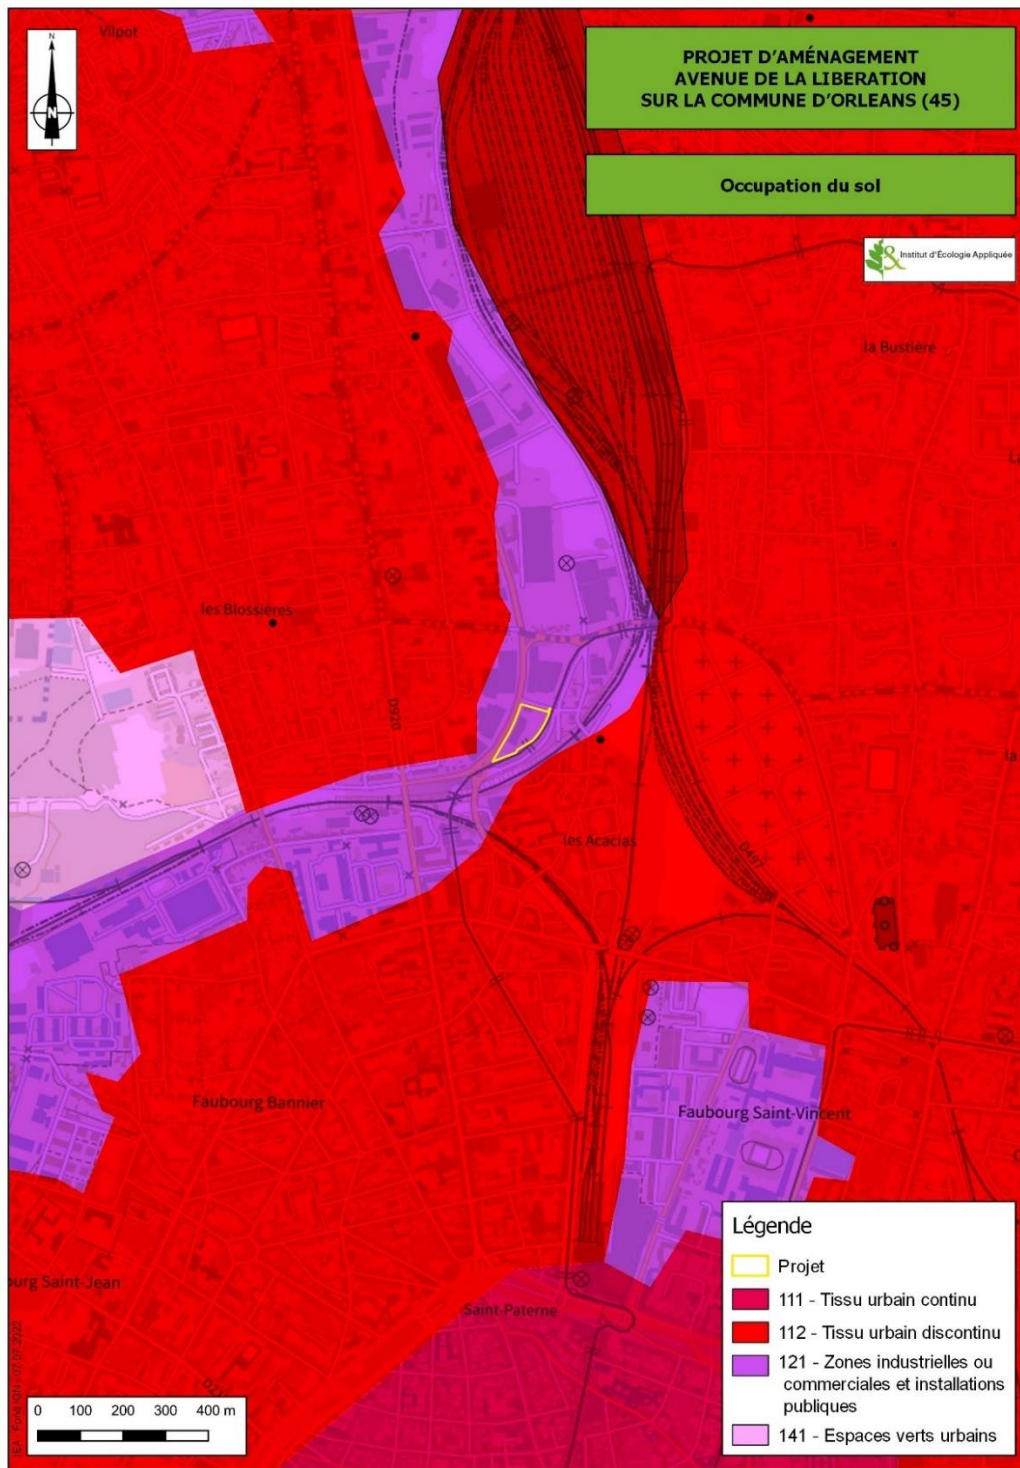 Vilpot
N
N
PROJET D'AMÉNAGEMENT
AVENUE DE LA LIBERATION
SUR LA COMMUNE D'ORLEANS (45)
Occupation du sol
& Institut d'Écologie Appliquée
la Bustière
les Blossières
D920
les Acacias
Faubourg Bannier
Faubourg Saint-Vincent
ourg Saint-Jean
Saint-Paterne
Légende
Projet
111 - Tissu urbain continu
112 - Tissu urbain discontinu
121 - Zones industrielles ou
commerciales et installations
publiques
141 - Espaces verts urbains
0 100 200 300 400 m